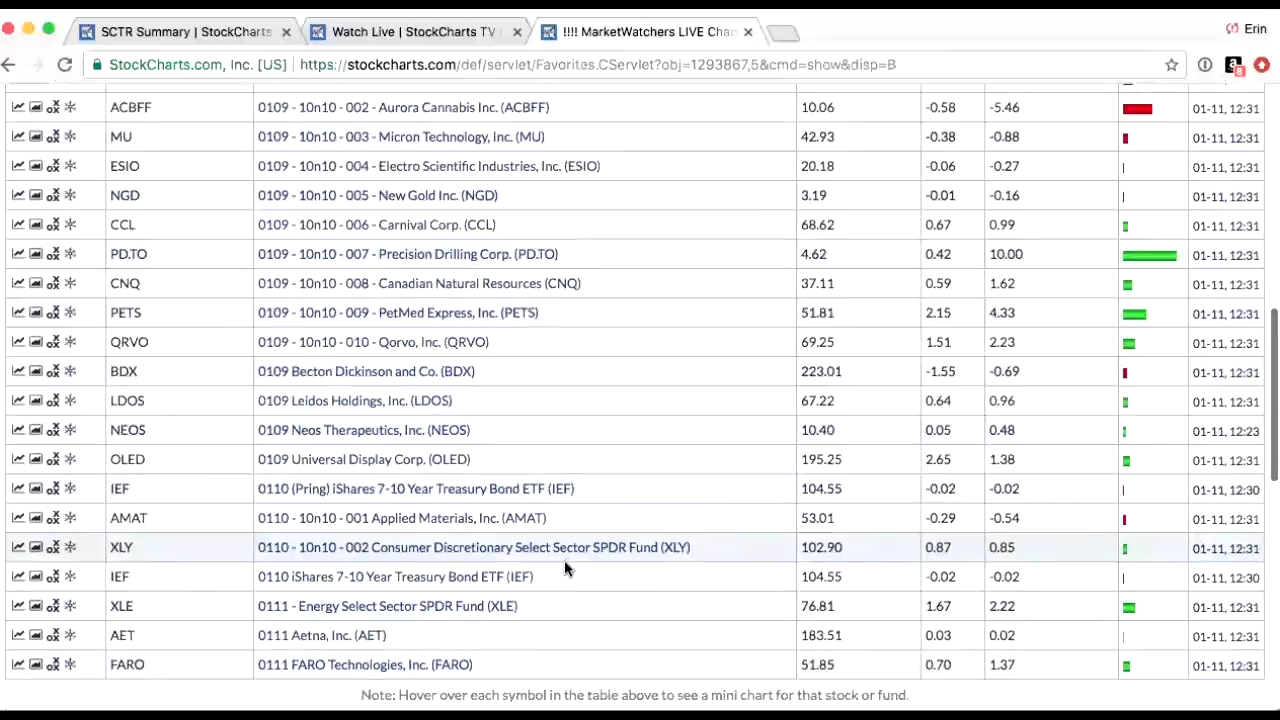 SCTR Summary | StockCharts
Watch Live | StockCharts TV
!!!! MarketWatchers LIVE Cha
Erin
StockCharts, Inc. [US] https://stockcharts.com/def/servlet/Favorites.CServlet?obj=1293867,5&cmd=show&disp=B
8
ACBFF 0109 - 10n10 - 002 - Aurora Cannabis Inc. (ACBFF) 10.06 -0.58 -5.46 01-11, 12:31
MU 0109 - 10n10 - 003 - Micron Technology, Inc. (MU) 42.93 -0.38 -0.88 01-11, 12:31
ESIO 0109 - 10n10 - 004 - Electro Scientific Industries, Inc. (ESIO) 20.18 -0.06 -0.27 01-11, 12:31
NGD 0109 - 10n10 - 005 - New Gold Inc. (NGD) 3.19 -0.01 -0.16 01-11, 12:31
CCL 0109 - 10n10 - 006 - Carnival Corp. (CCL) 68.62 0.67 0.99 01-11, 12:31
PD.TO 0109 - 10n10 - 007 - Precision Drilling Corp. (PD.TO) 4.62 0.42 10.00 01-11, 12:31
CNQ 0109 - 10n10 - 008 - Canadian Natural Resources (CNQ) 37.11 0.59 1.62 01-11, 12:31
PETS 0109 - 10n10 - 009 - PetMed Express, Inc. (PETS) 51.81 2.15 4.33 01-11, 12:31
QRVO 0109 - 10n10 - 010 - Qorvo, Inc. (QRVO) 69.25 1.51 2.23 01-11, 12:31
BDX 0109 Becton Dickinson and Co. (BDX) 223.01 -1.55 -0.69 01-11, 12:31
LDOS 0109 Leidos Holdings, Inc. (LDOS) 67.22 0.64 0.96 01-11, 12:31
NEOS 0109 Neos Therapeutics, Inc. (NEOS) 10.40 0.05 0.48 01-11, 12:23
OLED 0109 Universal Display Corp. (OLED) 195.25 2.65 1.38 01-11, 12:31
IEF 0110 (Pring) iShares 7-10 Year Treasury Bond ETF (IEF) 104.55 -0.02 -0.02 01-11, 12:30
AMAT 0110 - 10n10 - 001 Applied Materials, Inc. (AMAT) 53.01 -0.29 -0.54 01-11, 12:31
XLY 0110 - 10n10 - 002 Consumer Discretionary Select Sector SPDR Fund (XLY) 102.90 0.87 0.85 01-11, 12:31
IEF 0110 iShares 7-10 Year Treasury Bond ETF (IEF) 104.55 -0.02 -0.02 01-11, 12:30
XLE 0111 - Energy Select Sector SPDR Fund (XLE) 76.81 1.67 2.22 01-11, 12:31
AET 0111 Aetna, Inc. (AET) 183.51 0.03 0.02 01-11, 12:31
FARO 0111 FARO Technologies, Inc. (FARO) 51.85 0.70 1.37 01-11, 12:31
Note: Hover over each symbol in the table above to see a mini chart for that stock or fund.